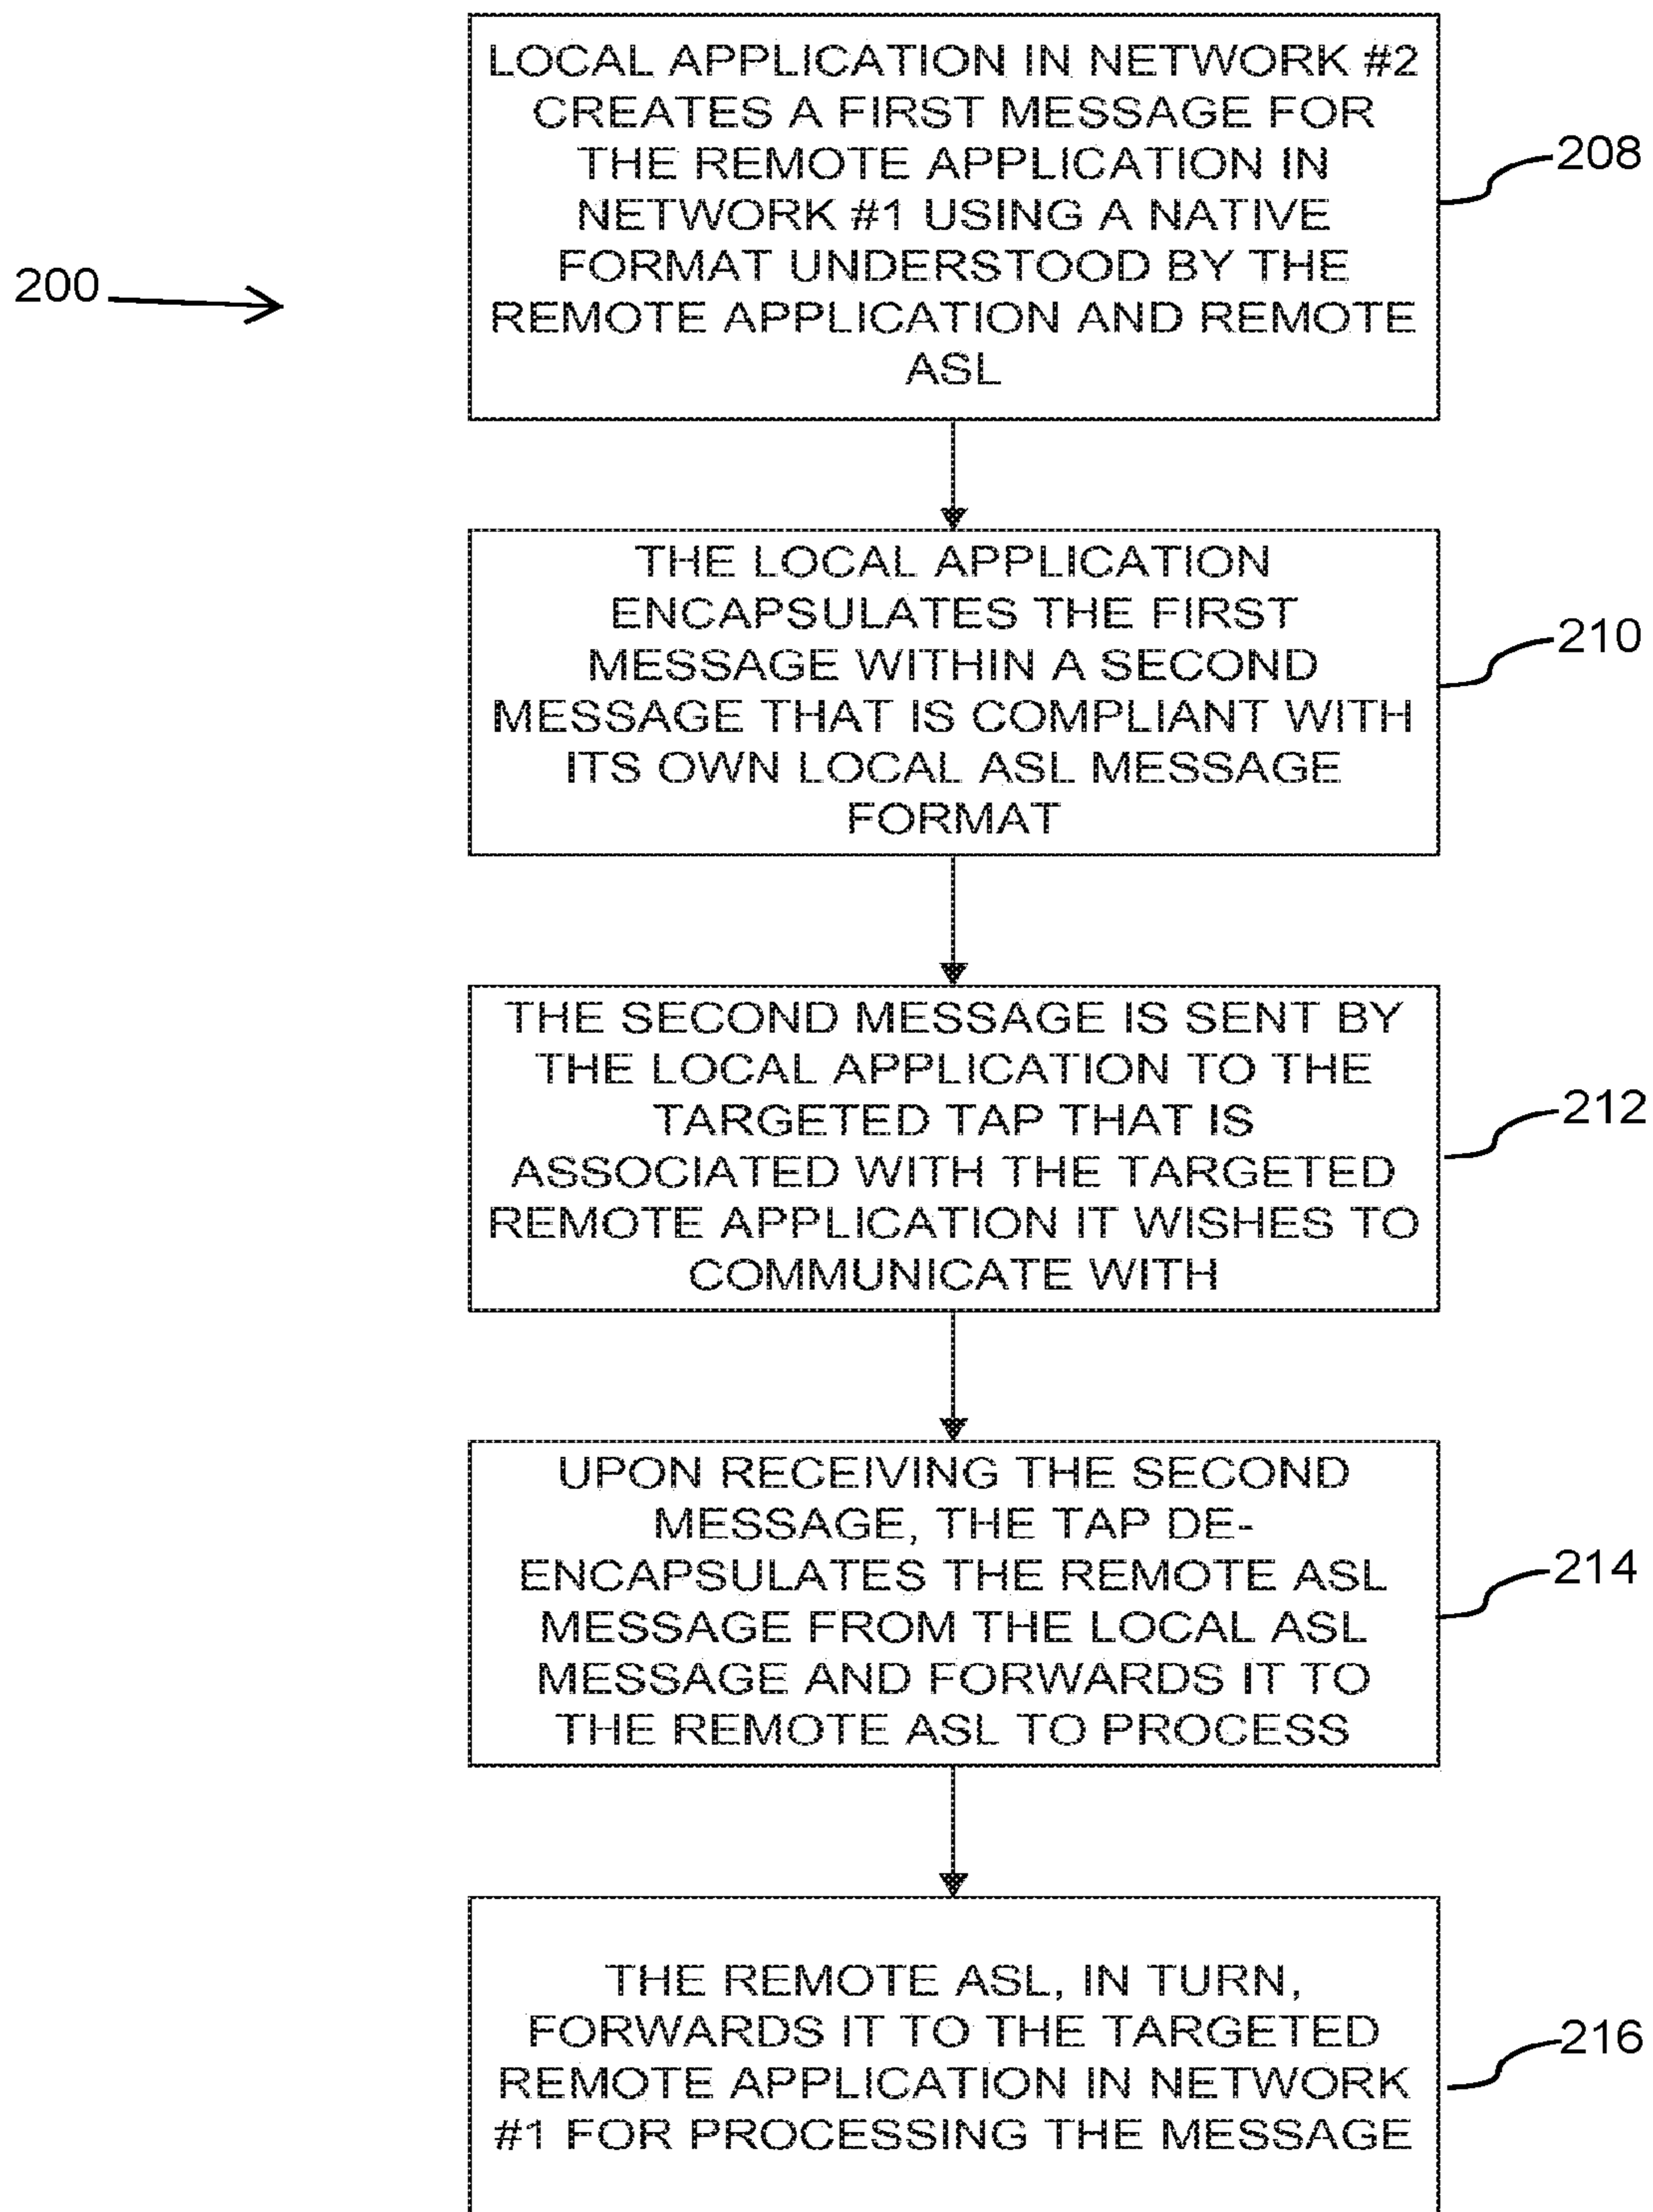 LOCAL APPLICATION IN NETWORK #2
CREATES A FIRST MESSAGE FOR
THE REMOTE APPLICATION IN
NETWORK #1 USING A NATIVE
FORMAT UNDERSTOOD BY THE
REMOTE APPLICATION AND REMOTE
ASL
208
200
THE LOCAL APPLICATION
ENCAPSULATES THE FIRST
MESSAGE WITHIN A SECOND
MESSAGE THAT IS COMPLIANT WITH
ITS OWN LOCAL ASL MESSAGE
FORMAT
210
THE SECOND MESSAGE IS SENT BY
THE LOCAL APPLICATION TO THE
TARGETED TAP THAT IS
ASSOCIATED WITH THE TARGETED
REMOTE APPLICATION IT WISHES TO
COMMUNICATE WITH
212
UPON RECEIVING THE SECOND
MESSAGE, THE TAP DE-
ENCAPSULATES THE REMOTE ASL
MESSAGE FROM THE LOCAL ASL
MESSAGE AND FORWARDS IT TO
THE REMOTE ASL TO PROCESS
214
THE REMOTE ASL, IN TURN,
FORWARDS IT TO THE TARGETED
REMOTE APPLICATION IN NETWORK
#1 FOR PROCESSING THE MESSAGE
216